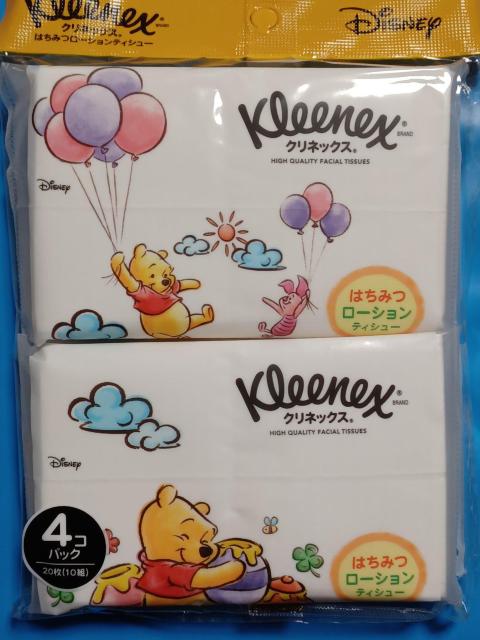 Kleenex
クリネックス®
はちみつローションティシュー
Disney
Kleenex®
BRAND
クリネックス®
HIGH QUALITY FACIAL TISSUES
Disney
はちみつ
ローション
ティシュー
Kleenex®
BRAND
クリネックス®
HIGH QUALITY FACIAL TISSUES
Disney
4コ
パック
20枚(10組)
はちみつ
ローション
ティシュー